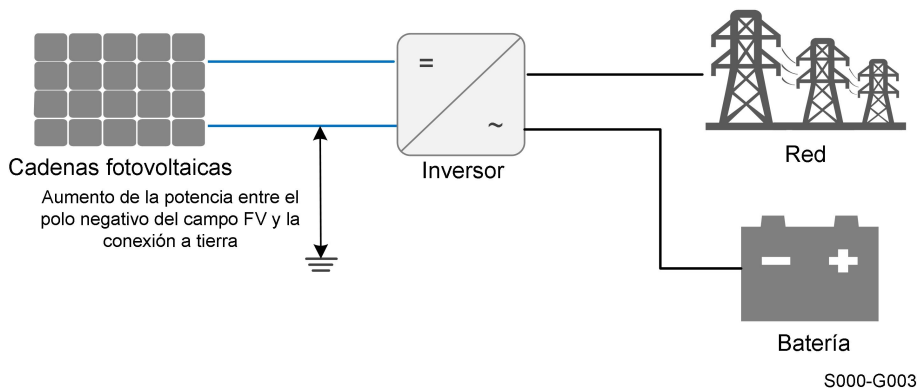 Cadenas fotovoltaicas
Aumento de la potencia entre el
polo negativo del campo FV y la
conexión a tierra
=
~
Inversor
Red
Batería
S000-G003